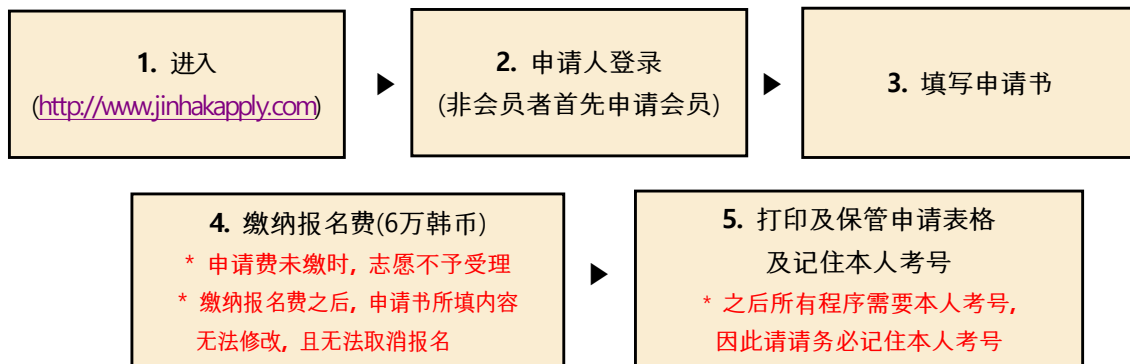 1. 进入
(http://www.jinhakapply.com)
▶
2. 申请人登录
(非会员者首先申请会员)
▶
3. 填写申请书
4. 缴纳报名费(6万韩币)
* 申请费未缴时, 志愿不予受理
* 缴纳报名费之后, 申请书所填内容
无法修改, 且无法取消报名
▶
5. 打印及保管申请表格
及记住本人考号
* 之后所有程序需要本人考号,
因此请请务必记住本人考号